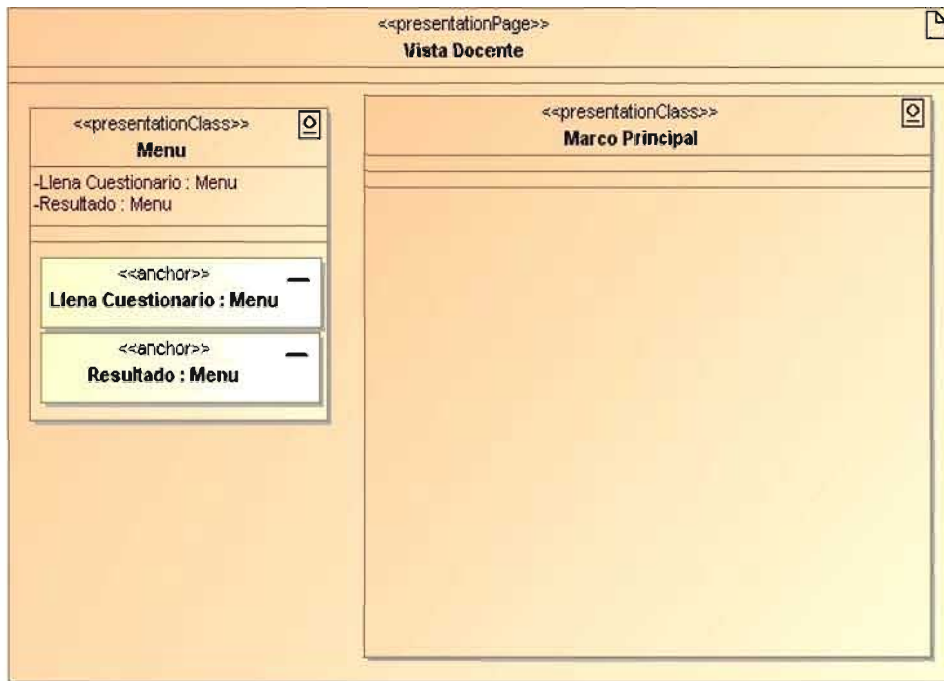 <<presentationPage>>
Vista Docente
<<presentationClass>>
Menu
-Llena Cuestionario : Menu
-Resultado : Menu
<<anchor>>
Llena Cuestionario : Menu
<<anchor>>
Resultado : Menu
<<presentationClass>>
Marco Principal